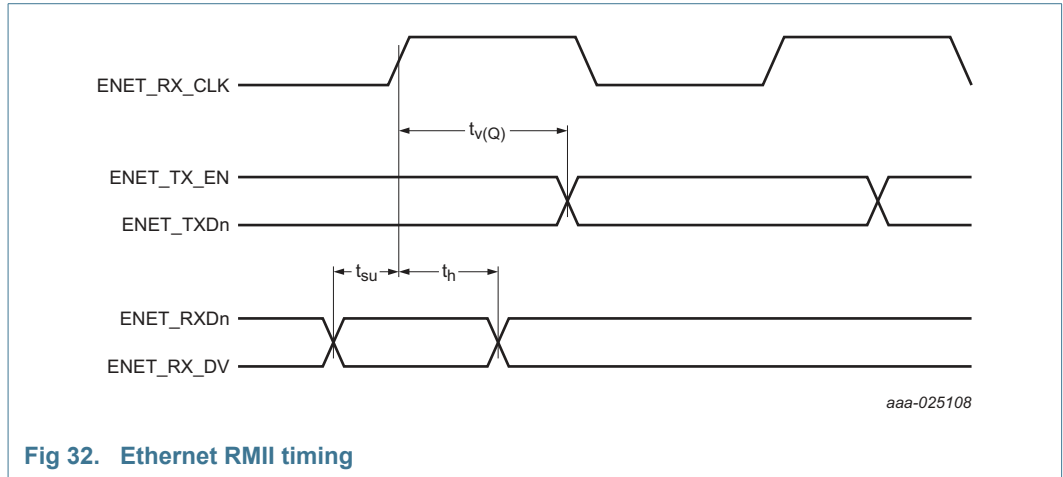 ENET_RX_CLK
tv(Q)
ENET_TX_EN
ENET_TXDn
tsu
th
ENET_RXDn
ENET_RX_DV
aaa-025108
Fig 32. Ethernet RMII timing